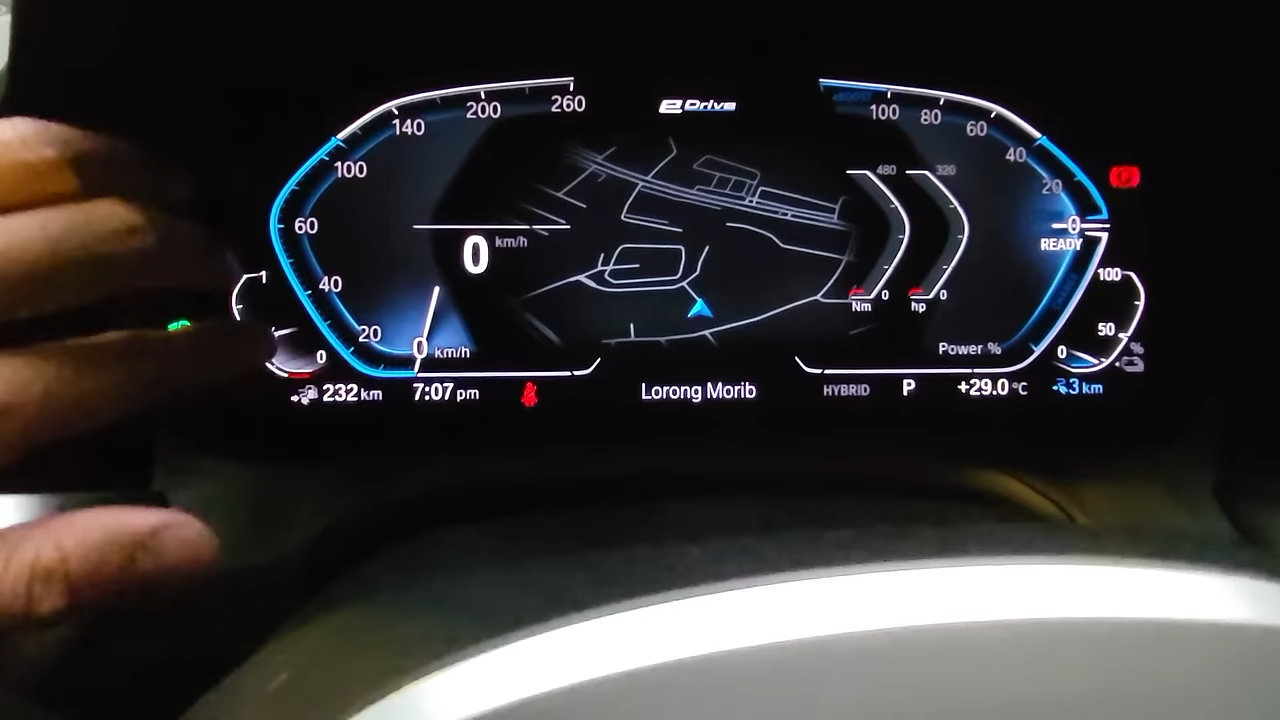 eDrive
260
200
140
100
60
40
20
0 km/h
0 km/h
1
0
480
320
Nm 0
hp 0
100
80
60
40
20
0
READY
Power %
100
50
0
%
232 km
7:07 pm
Lorong Morib
HYBRID
P
+29.0 °C
3 km